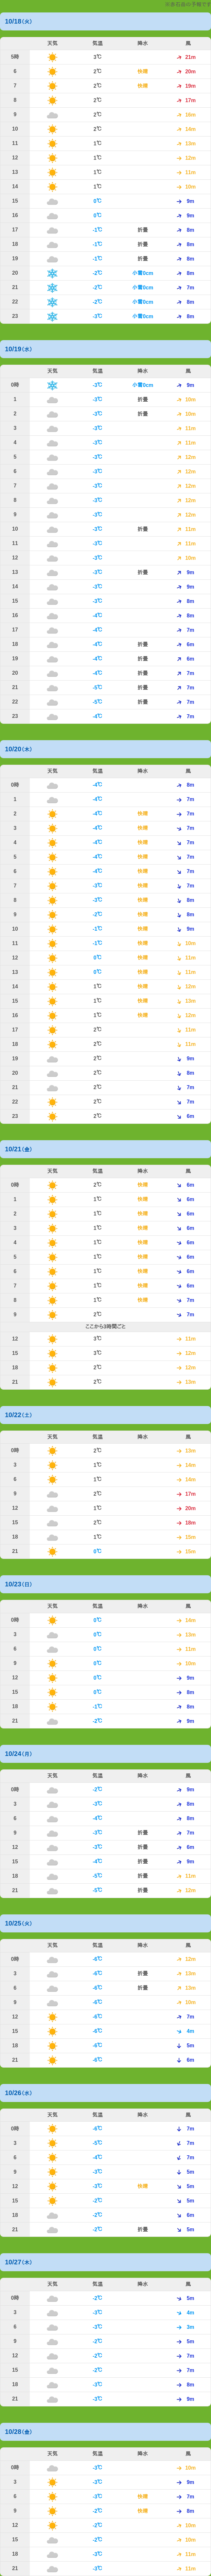 ※ の予報です
10/18(火)
天気 気温 降水 風
5時 3℃ 21m
6 2℃ 快晴 20m
7 2℃ 快晴 19m
8 2℃ 17m
9 2℃ 16m
10 2℃ 14m
11 1℃ 13m
12 1℃ 12m
13 1℃ 11m
14 1℃ 10m
15 0℃ 9m
16 0℃ 9m
17 -1℃ 折曇 8m
18 -1℃ 折曇 8m
19 -1℃ 折曇 8m
20 -2℃ 小雪0cm 8m
21 -2℃ 小雪0cm 7m
22 -2℃ 小雪0cm 8m
23 -3℃ 小雪0cm 8m
10/19(水)
天気 気温 降水 風
0時 -3℃ 小雪0cm 9m
1 -3℃ 折曇 10m
2 -3℃ 折曇 10m
3 -3℃ 11m
4 -3℃ 11m
5 -3℃ 12m
6 -3℃ 12m
7 -3℃ 12m
8 -3℃ 12m
9 -3℃ 12m
10 -3℃ 折曇 11m
11 -3℃ 11m
12 -3℃ 10m
13 -3℃ 折曇 9m
14 -3℃ 9m
15 -3℃ 8m
16 -4℃ 8m
17 -4℃ 7m
18 -4℃ 折曇 6m
19 -4℃ 折曇 6m
20 -4℃ 折曇 7m
21 -5℃ 折曇 7m
22 -5℃ 折曇 7m
23 -4℃ 7m
10/20(木)
天気 気温 降水 風
0時 -4℃ 8m
1 -4℃ 7m
2 -4℃ 快晴 7m
3 -4℃ 快晴 7m
4 -4℃ 快晴 7m
5 -4℃ 快晴 7m
6 -4℃ 快晴 7m
7 -3℃ 快晴 7m
8 -3℃ 快晴 8m
9 -2℃ 快晴 8m
10 -1℃ 快晴 9m
11 -1℃ 快晴 10m
12 0℃ 快晴 11m
13 0℃ 快晴 11m
14 1℃ 快晴 12m
15 1℃ 快晴 12m
16 1℃ 快晴 12m
17 2℃ 11m
18 2℃ 11m
19 2℃ 9m
20 2℃ 8m
21 2℃ 7m
22 2℃ 7m
23 2℃ 6m
10/21(金)
天気 気温 降水 風
0時 2℃ 快晴 6m
1 1℃ 快晴 6m
2 1℃ 快晴 6m
3 1℃ 快晴 6m
4 1℃ 快晴 6m
5 1℃ 快晴 6m
6 1℃ 快晴 6m
7 1℃ 快晴 6m
8 1℃ 快晴 7m
9 2℃ 7m
ここから3時間ごと
12 3℃ 11m
15 3℃ 12m
18 2℃ 12m
21 2℃ 13m
10/22(土)
天気 気温 降水 風
0時 2℃ 13m
3 1℃ 14m
6 1℃ 14m
9 2℃ 17m
12 1℃ 20m
15 2℃ 18m
18 1℃ 15m
21 0℃ 15m
10/23(日)
天気 気温 降水 風
0時 0℃ 14m
3 0℃ 13m
6 0℃ 11m
9 0℃ 10m
12 0℃ 9m
15 0℃ 8m
18 -1℃ 8m
21 -2℃ 9m
10/24(月)
天気 気温 降水 風
0時 -2℃ 9m
3 -3℃ 8m
6 -4℃ 8m
9 -3℃ 折曇 7m
12 -3℃ 折曇 6m
15 -4℃ 折曇 9m
18 -5℃ 折曇 11m
21 -5℃ 折曇 12m
10/25(火)
天気 気温 降水 風
0時 -6℃ 12m
3 -6℃ 折曇 13m
6 -6℃ 折曇 13m
9 -6℃ 10m
12 -6℃ 7m
15 -6℃ 4m
18 -6℃ 5m
21 -6℃ 6m
10/26(水)
天気 気温 降水 風
0時 -6℃ 7m
3 -5℃ 7m
6 -4℃ 7m
9 -3℃ 5m
12 -3℃ 快晴 5m
15 -2℃ 5m
18 -2℃ 6m
21 -2℃ 折曇 5m
10/27(木)
天気 気温 降水 風
0時 -2℃ 5m
3 -3℃ 4m
6 -3℃ 3m
9 -2℃ 5m
12 -2℃ 7m
15 -2℃ 7m
18 -3℃ 8m
21 -3℃ 9m
10/28(金)
天気 気温 降水 風
0時 -3℃ 10m
3 -3℃ 9m
6 -3℃ 快晴 7m
9 -2℃ 快晴 8m
12 -2℃ 10m
15 -2℃ 10m
18 -3℃ 11m
21 -3℃ 11m